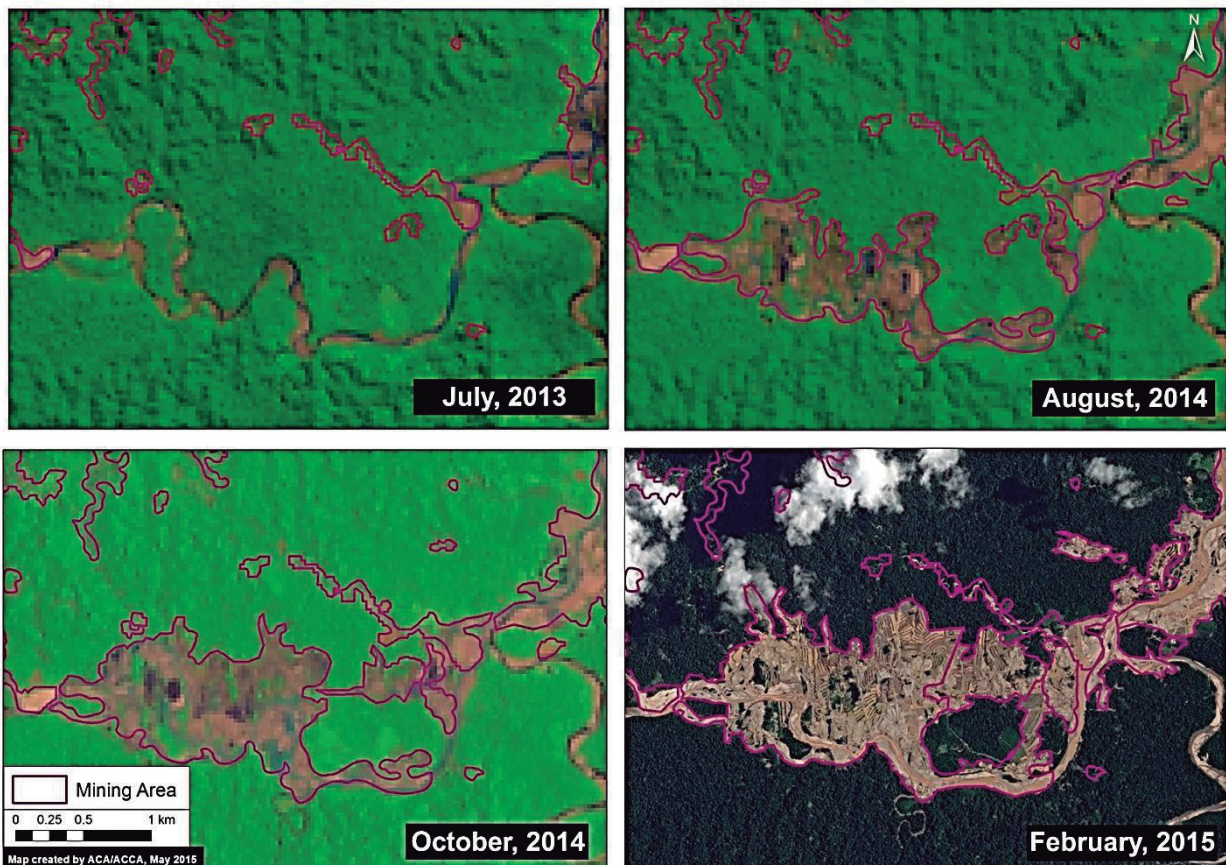 N
July, 2013
August, 2014
Mining Area
0 0.25 0.5 1 km
Map created by ACA/ACCA, May 2015
October, 2014
February, 2015